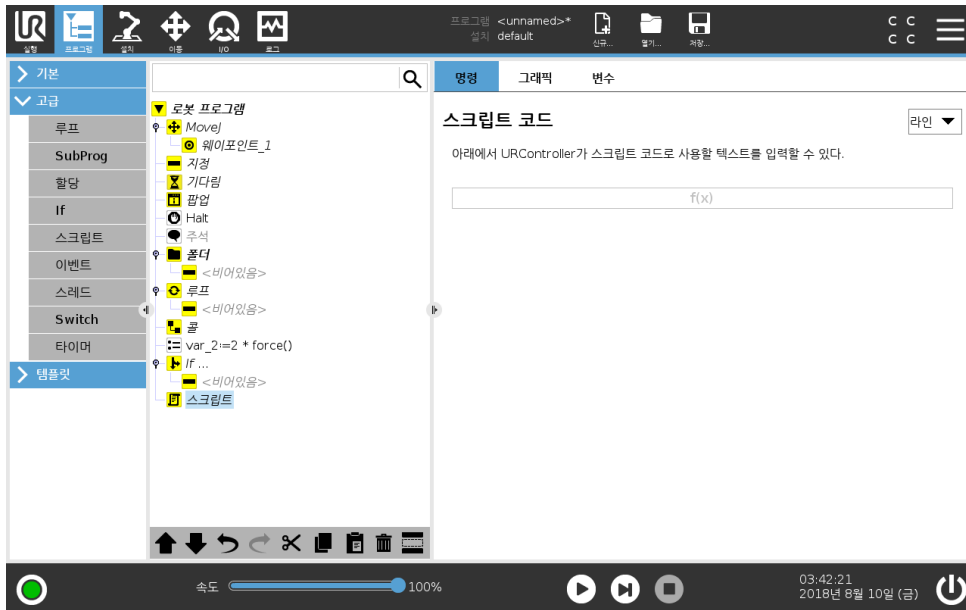 UR
실행
프로그램
설치
이동
I/O
로그
프로그램 <unnamed>*
설치 default
신규...
열기...
저장...
C C
C C
기본
고급
루프
SubProg
할당
If
스크립트
이벤트
스레드
Switch
타이머
템플릿
로봇 프로그램
MoveJ
웨이포인트_1
지정
기다림
팝업
Halt
주석
폴더
<비어있음>
루프
<비어있음>
콜
var_2:=2 * force()
If ...
<비어있음>
스크립트
명령 그래픽 변수
스크립트 코드
라인
아래에서 URController가 스크립트 코드로 사용할 텍스트를 입력할 수 있다.
f(x)
속도 100%
03:42:21
2018년 8월 10일 (금)